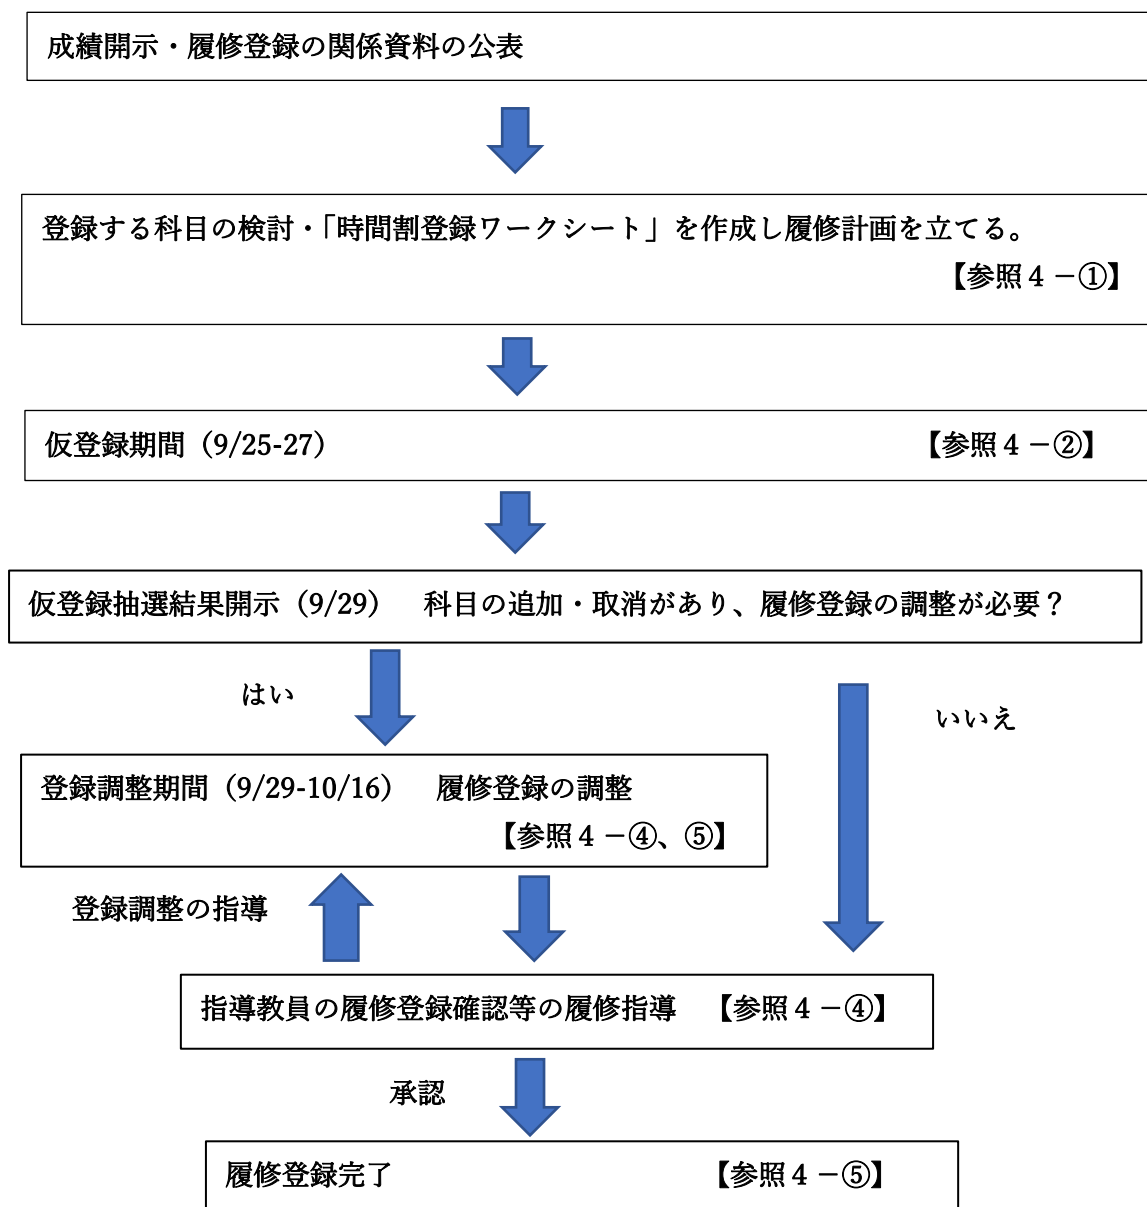 成績開示・履修登録の関係資料の公表
登録する科目の検討・「時間割登録ワークシート」を作成し履修計画を立てる。
【参照４－①】
仮登録期間（9/25-27） 【参照４－②】
仮登録抽選結果開示（9/29） 科目の追加・取消があり、履修登録の調整が必要？
はい
いいえ
登録調整期間（9/29-10/16） 履修登録の調整
【参照４－④、⑤】
登録調整の指導
指導教員の履修登録確認等の履修指導 【参照４－④】
承認
履修登録完了 【参照４－⑤】